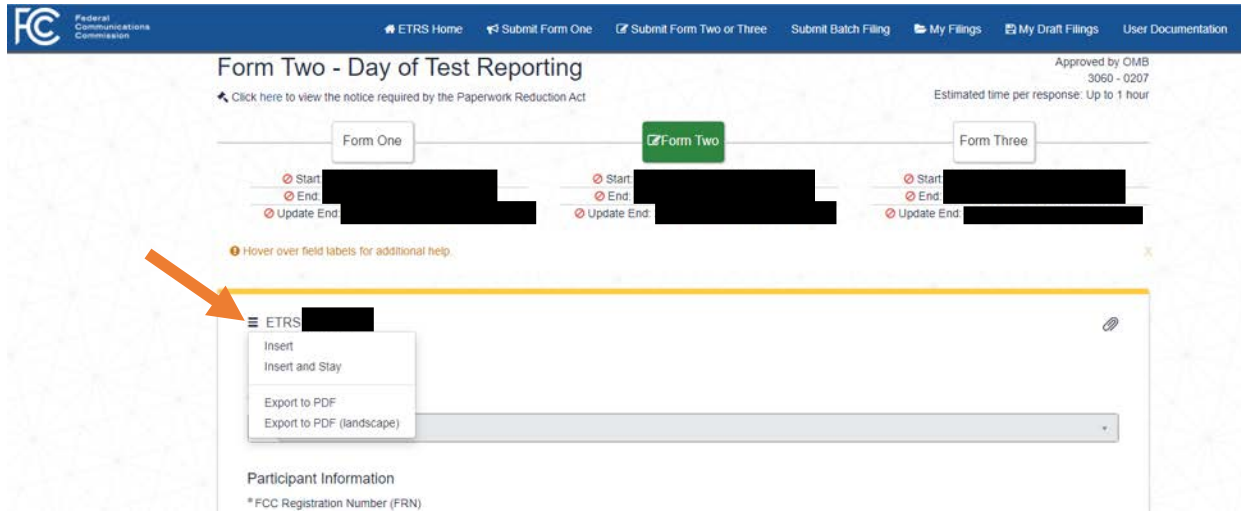 FCC Federal Communications Commission
ETRS Home Submit Form One Submit Form Two or Three Submit Batch Filing My Filings My Draft Filings User Documentation
Form Two - Day of Test Reporting
Approved by OMB
3060 - 0207
Click here to view the notice required by the Paperwork Reduction Act
Estimated time per response: Up to 1 hour
Form One
Form Two
Form Three
Start:
End:
Update End:
Start:
End:
Update End:
Start
End:
Update End:
Hover over field labels for additional help.
X
ETRS
Insert
Insert and Stay
Export to PDF
Export to PDF (landscape)
Participant Information
*FCC Registration Number (FRN)